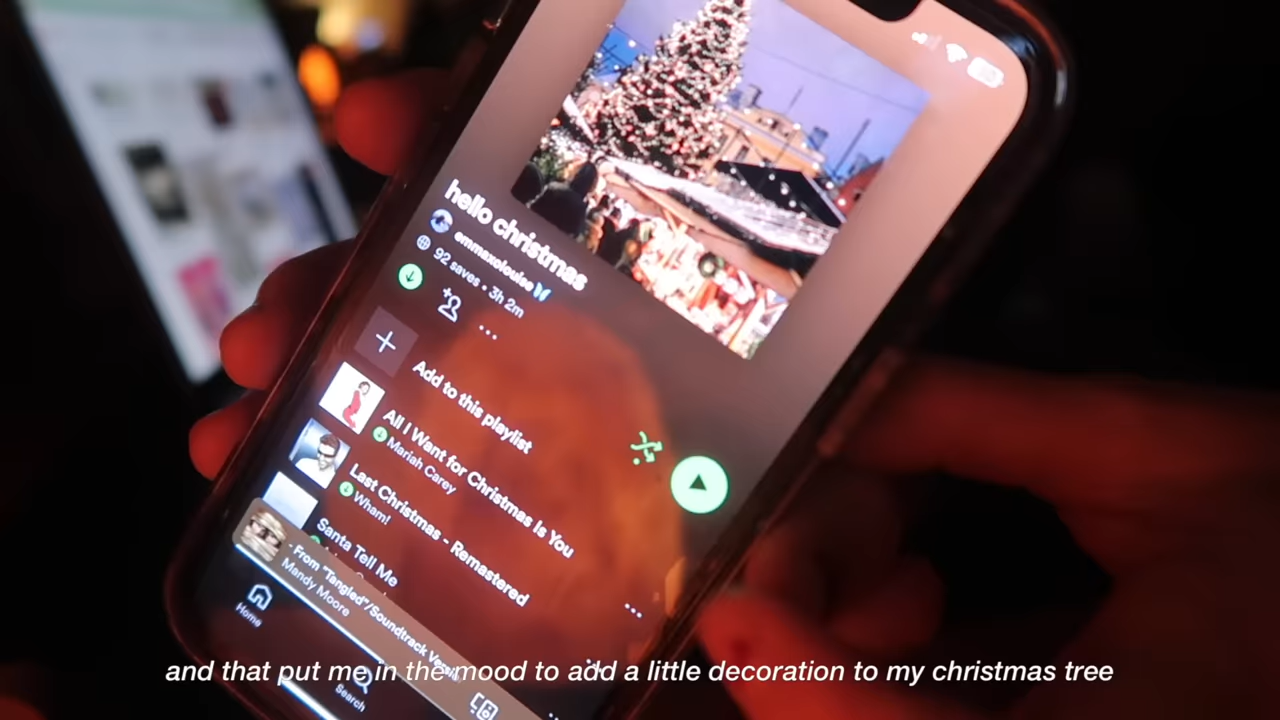 hello christmas
emmaxolouise
92 saves • 3h 2m
Add to this playlist
All I Want for Christmas Is You
Mariah Carey
Last Christmas - Remastered
Wham!
Santa Tell Me
- From "Tangled"/Soundtrack
Mandy Moore
Home
Search
and that put me in the mood to add a little decoration to my christmas tree